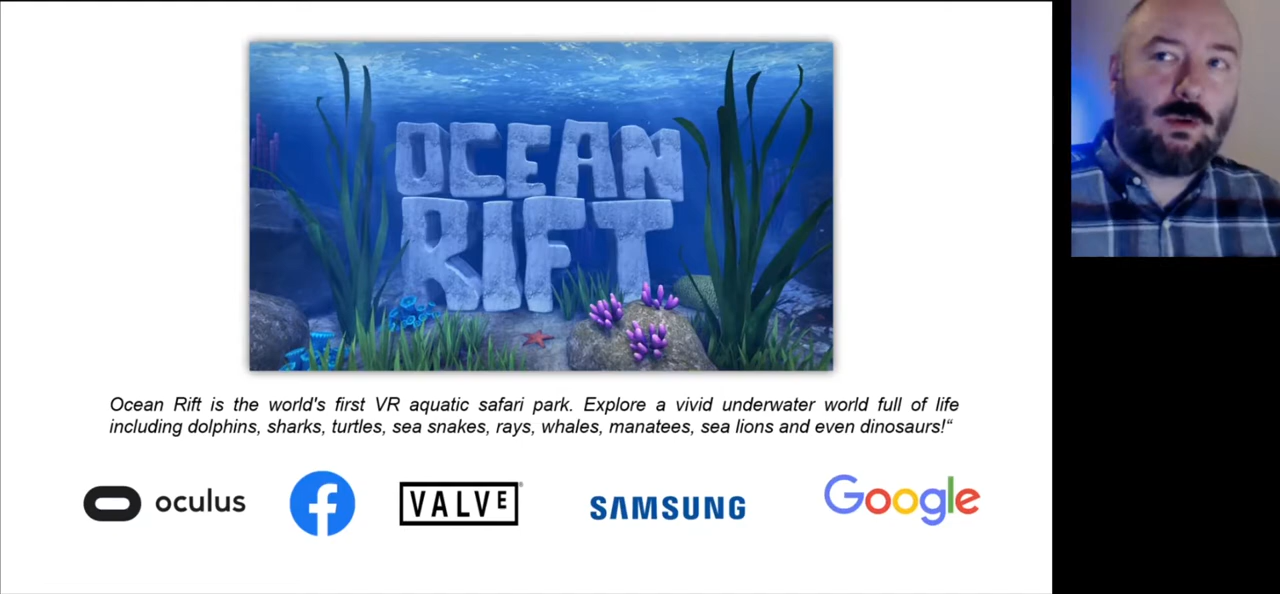 OCEAN
RIFT
Ocean Rift is the world's first VR aquatic safari park. Explore a vivid underwater world full of life
including dolphins, sharks, turtles, sea snakes, rays, whales, manatees, sea lions and even dinosaurs!“
oculus
f
VALVE®
SAMSUNG
Google